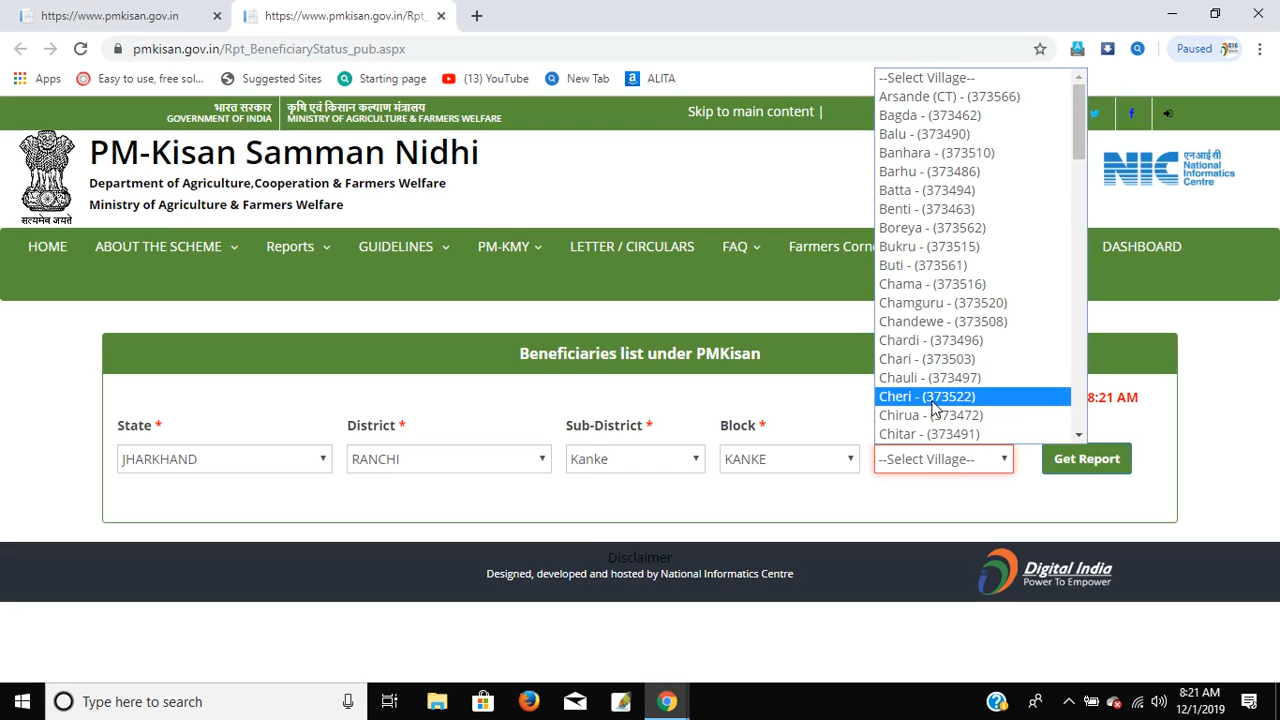 https://www.pmkisan.gov.in
https://www.pmkisan.gov.in/Rpt_
pmkisan.gov.in/Rpt_BeneficiaryStatus_pub.aspx
Paused
Apps
Easy to use, free sol...
Suggested Sites
Starting page
(13) YouTube
New Tab
ALITA
भारत सरकार
GOVERNMENT OF INDIA
कृषि एवं किसान कल्याण मंत्रालय
MINISTRY OF AGRICULTURE & FARMERS WELFARE
Skip to main content |
सत्यमेव जयते
PM-Kisan Samman Nidhi
Department of Agriculture,Cooperation & Farmers Welfare
Ministry of Agriculture & Farmers Welfare
NIC
एनआईसी
National
Informatics
Centre
HOME
ABOUT THE SCHEME
Reports
GUIDELINES
PM-KMY
LETTER / CIRCULARS
FAQ
Farmers Corn
DASHBOARD
Beneficiaries list under PMKisan
8:21 AM
State *
District *
Sub-District *
Block *
JHARKHAND
RANCHI
Kanke
KANKE
--Select Village--
Get Report
--Select Village--
Arsande (CT) - (373566)
Bagda - (373462)
Balu - (373490)
Banhara - (373510)
Barhu - (373486)
Batta - (373494)
Benti - (373463)
Boreya - (373562)
Bukru - (373515)
Buti - (373561)
Chama - (373516)
Chamguru - (373520)
Chandewe - (373508)
Chardi - (373496)
Chari - (373503)
Chauli - (373497)
Cheri - (373522)
Chirua - (373472)
Chitar - (373491)
Disclaimer
Designed, developed and hosted by National Informatics Centre
Digital India
Power To Empower
Type here to search
8:21 AM
12/1/2019